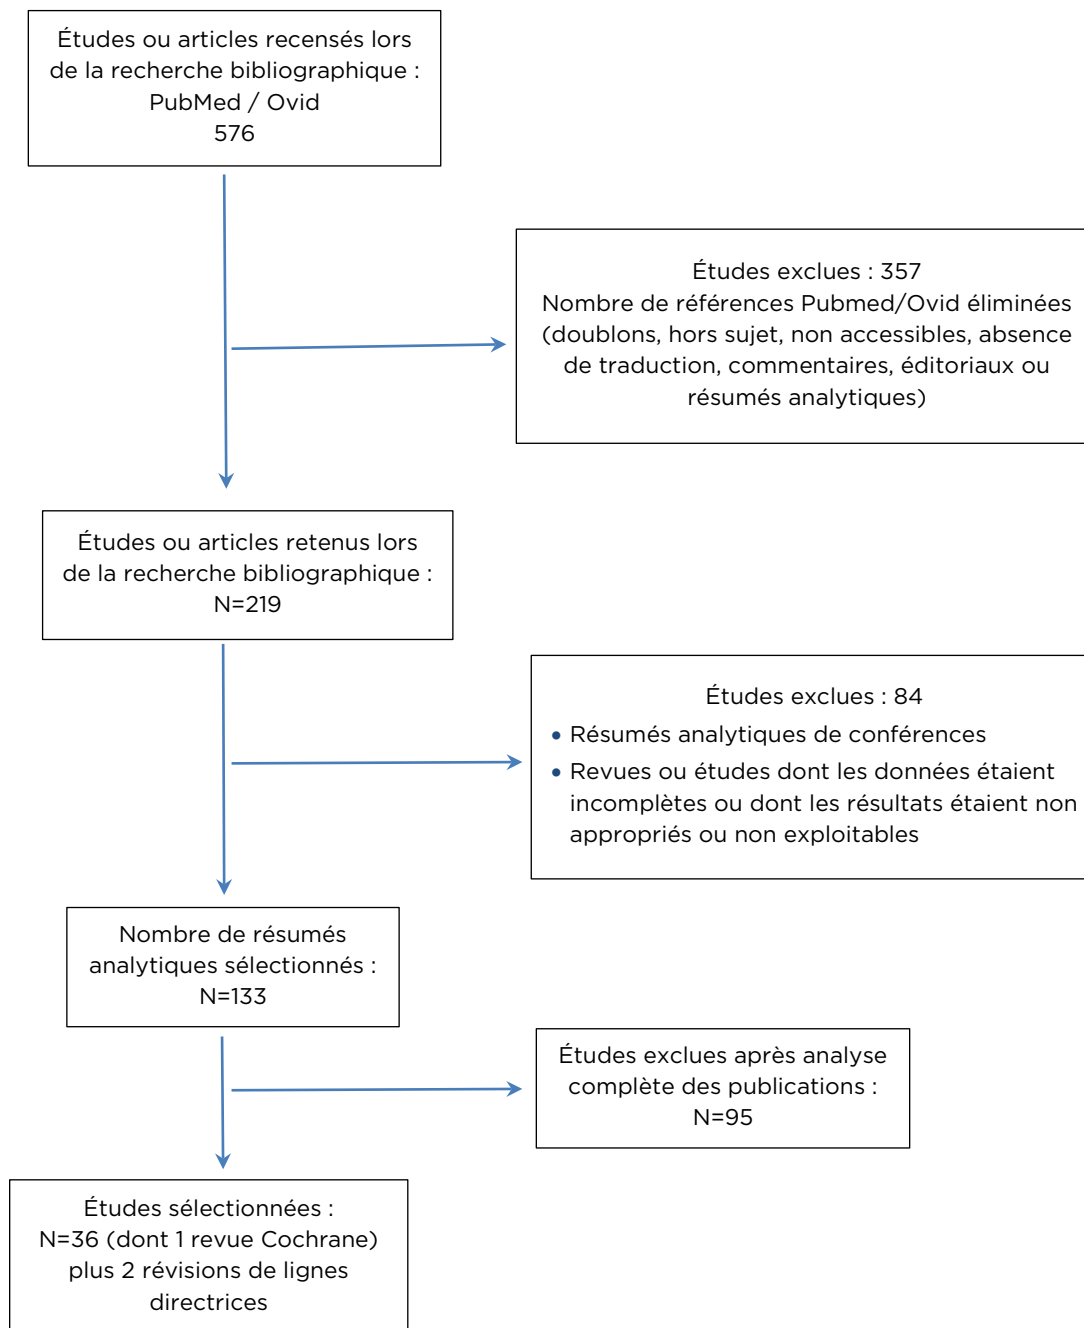 Études ou articles recensés lors
de la recherche bibliographique :
PubMed / Ovid
576
Études exclues : 357
Nombre de références Pubmed/Ovid éliminées
(doublons, hors sujet, non accessibles, absence
de traduction, commentaires, éditoriaux ou
résumés analytiques)
Études ou articles retenus lors
de la recherche bibliographique :
N=219
Études exclues : 84
• Résumés analytiques de conférences
• Revues ou études dont les données étaient
incomplètes ou dont les résultats étaient non
appropriés ou non exploitables
Nombre de résumés
analytiques sélectionnés :
N=133
Études exclues après analyse
complète des publications :
N=95
Études sélectionnées :
N=36 (dont 1 revue Cochrane)
plus 2 révisions de lignes
directrices